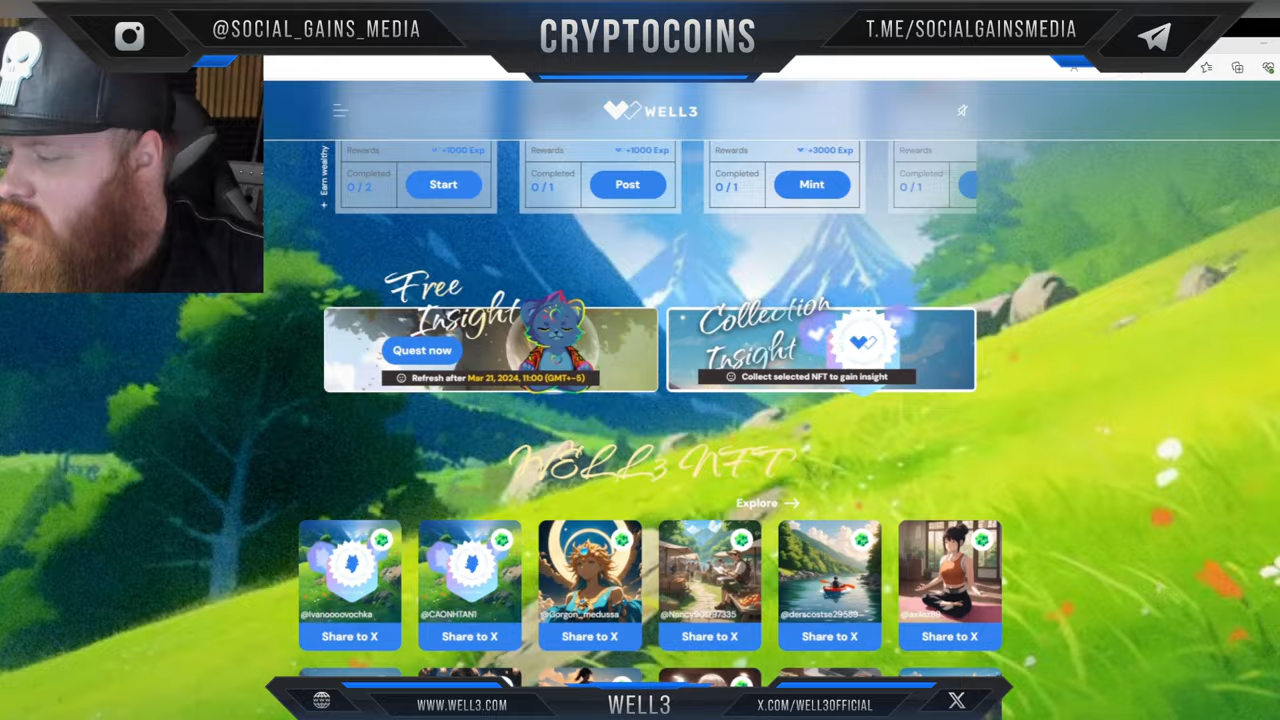 @SOCIAL_GAINS_MEDIA
CRYPTOCOINS
T.ME/SOCIALGAINSMEDIA
WELL3
Earn wealthy
Rewards +1000 Exp
Completed
0 / 2
Start
Rewards +1000 Exp
Completed
0 / 1
Post
Rewards +3000 Exp
Completed
0 / 1
Mint
Rewards
Completed
0 / 1
Free
Insight
Quest now
Refresh after Mar 21, 2024, 11:00 (GMT+-5)
Collection
Insight
Collect selected NFT to gain insight
WELL3 NFT
Explore →
@Ivanoooovochka
@CAONHTAN1
@Gorgon_medussa
@Nancy901797335
@derscostse29589--
Share to X
Share to X
Share to X
Share to X
Share to X
Share to X
WWW.WELL3.COM
WELL3
X.COM/WELL3OFFICIAL